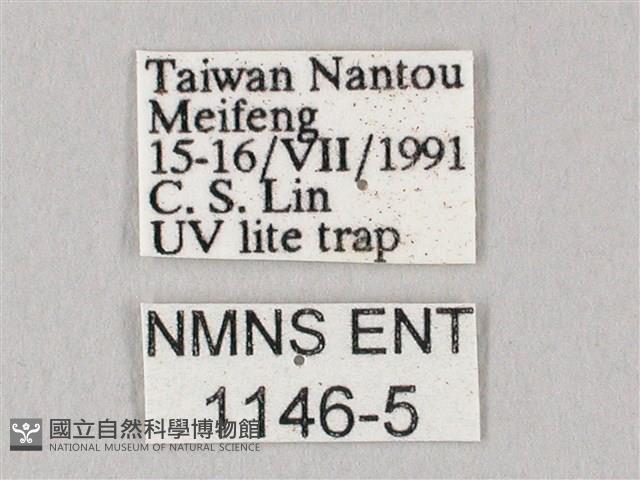 Taiwan Nantou
Meifeng
15-16/VII/1991
C. S. Lin
UV lite trap
NMNS ENT
1146-5
國立自然科學博物館
NATIONAL MUSEUM OF NATURAL SCIENCE